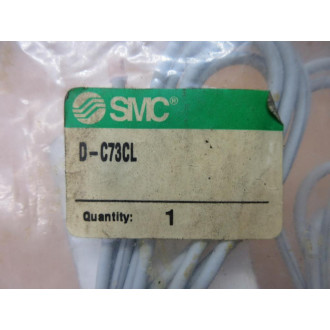 SMC®
D-C73CL
Quantity: 1